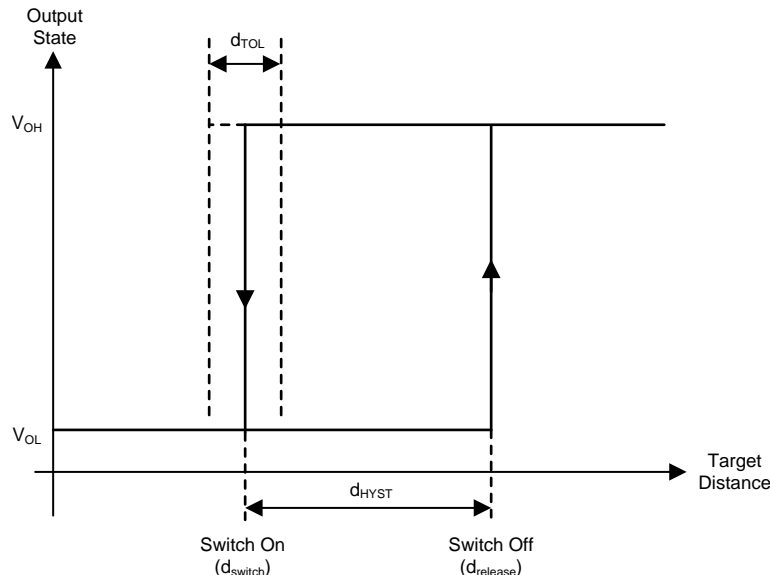 Output
State
dTOL
VOH
VOL
Target
Distance
dHYST
Switch On
(dswitch)
Switch Off
(drelease)